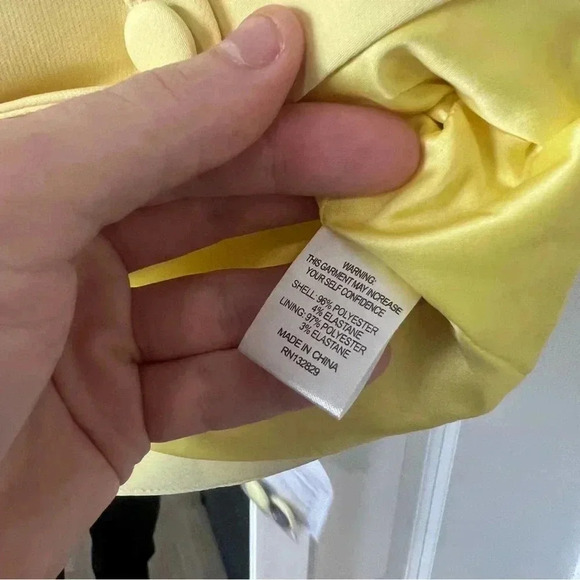 WARNING:
THIS GARMENT MAY INCREASE
YOUR SELF CONFIDENCE
SHELL: 96% POLYESTER
4% ELASTANE
LINING: 97% POLYESTER
3% ELASTANE
MADE IN CHINA
RN132829